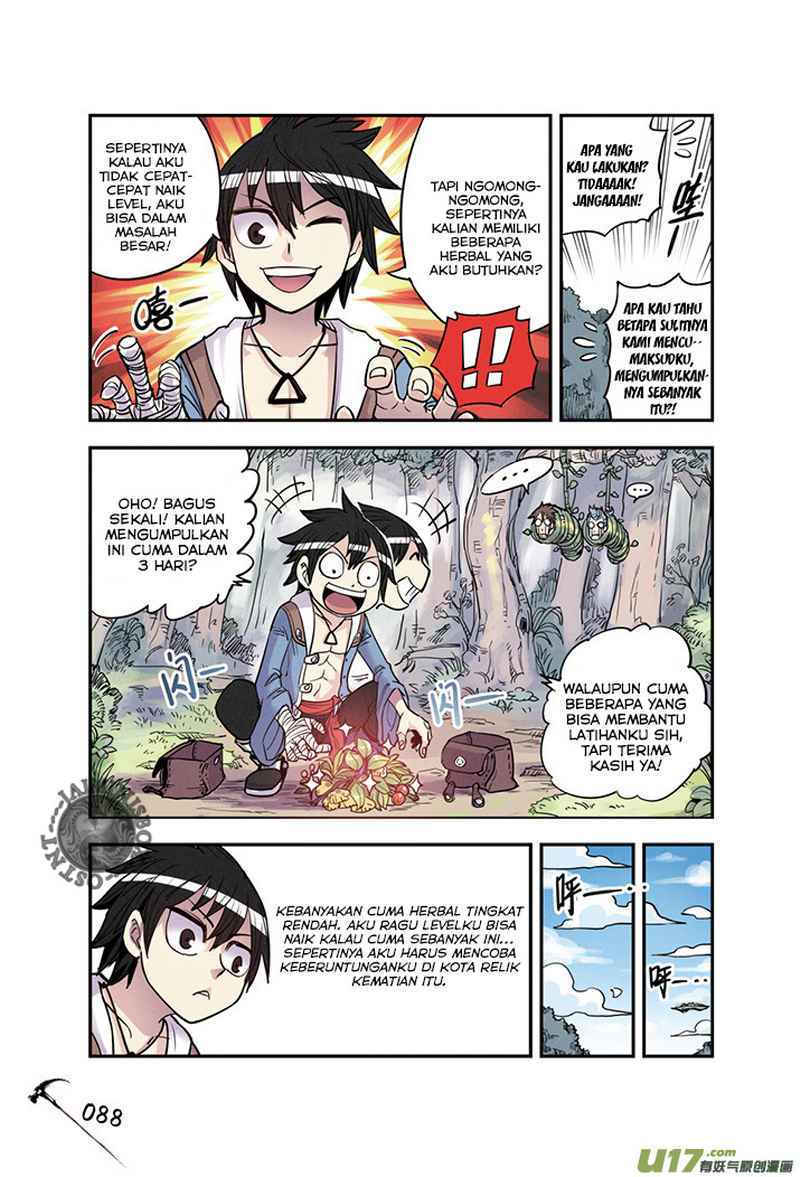 SEPERTINYA
KALAU AKU
TIDAK CEPAT-
CEPAT NAIK
LEVEL, AKU
BISA DALAM
MASALAH
BESAR!
TAPI NGOMONG-
NGOMONG,
SEPERTINYA
KALIAN MEMILIKI
BEBERAPA
HERBAL YANG
AKU BUTUHKAN?
嘻一
!!
APA YANG
KAU LAKUKAN?
TIDAAAAK!
JANGAAAAN!
哇
APA KAU TAHU
BETAPA SULITNYA
KAMI MENCU--
MAKSUDKU,
MENGUMPULKAN-
NYA SEBANYAK
ITU?!
OHO! BAGUS
SEKALI! KALIAN
MENGUMPULKAN
INI CUMA DALAM
3 HARI?
...
...
闪一
闪一
WALAUPUN CUMA
BEBERAPA YANG
BISA MEMBANTU
LATIHANKU SIH,
TAPI TERIMA
KASIH YA!
KEBANYAKAN CUMA HERBAL TINGKAT
RENDAH. AKU RAGU LEVELKU BISA
NAIK KALAU CUMA SEBANYAK INI...
SEPERTINYA AKU HARUS MENCOBA
KEBERUNTUNGANKU DI KOTA RELIK
KEMATIAN ITU.
呼一··
呼一··
088
U17.com
有妖气原创漫画